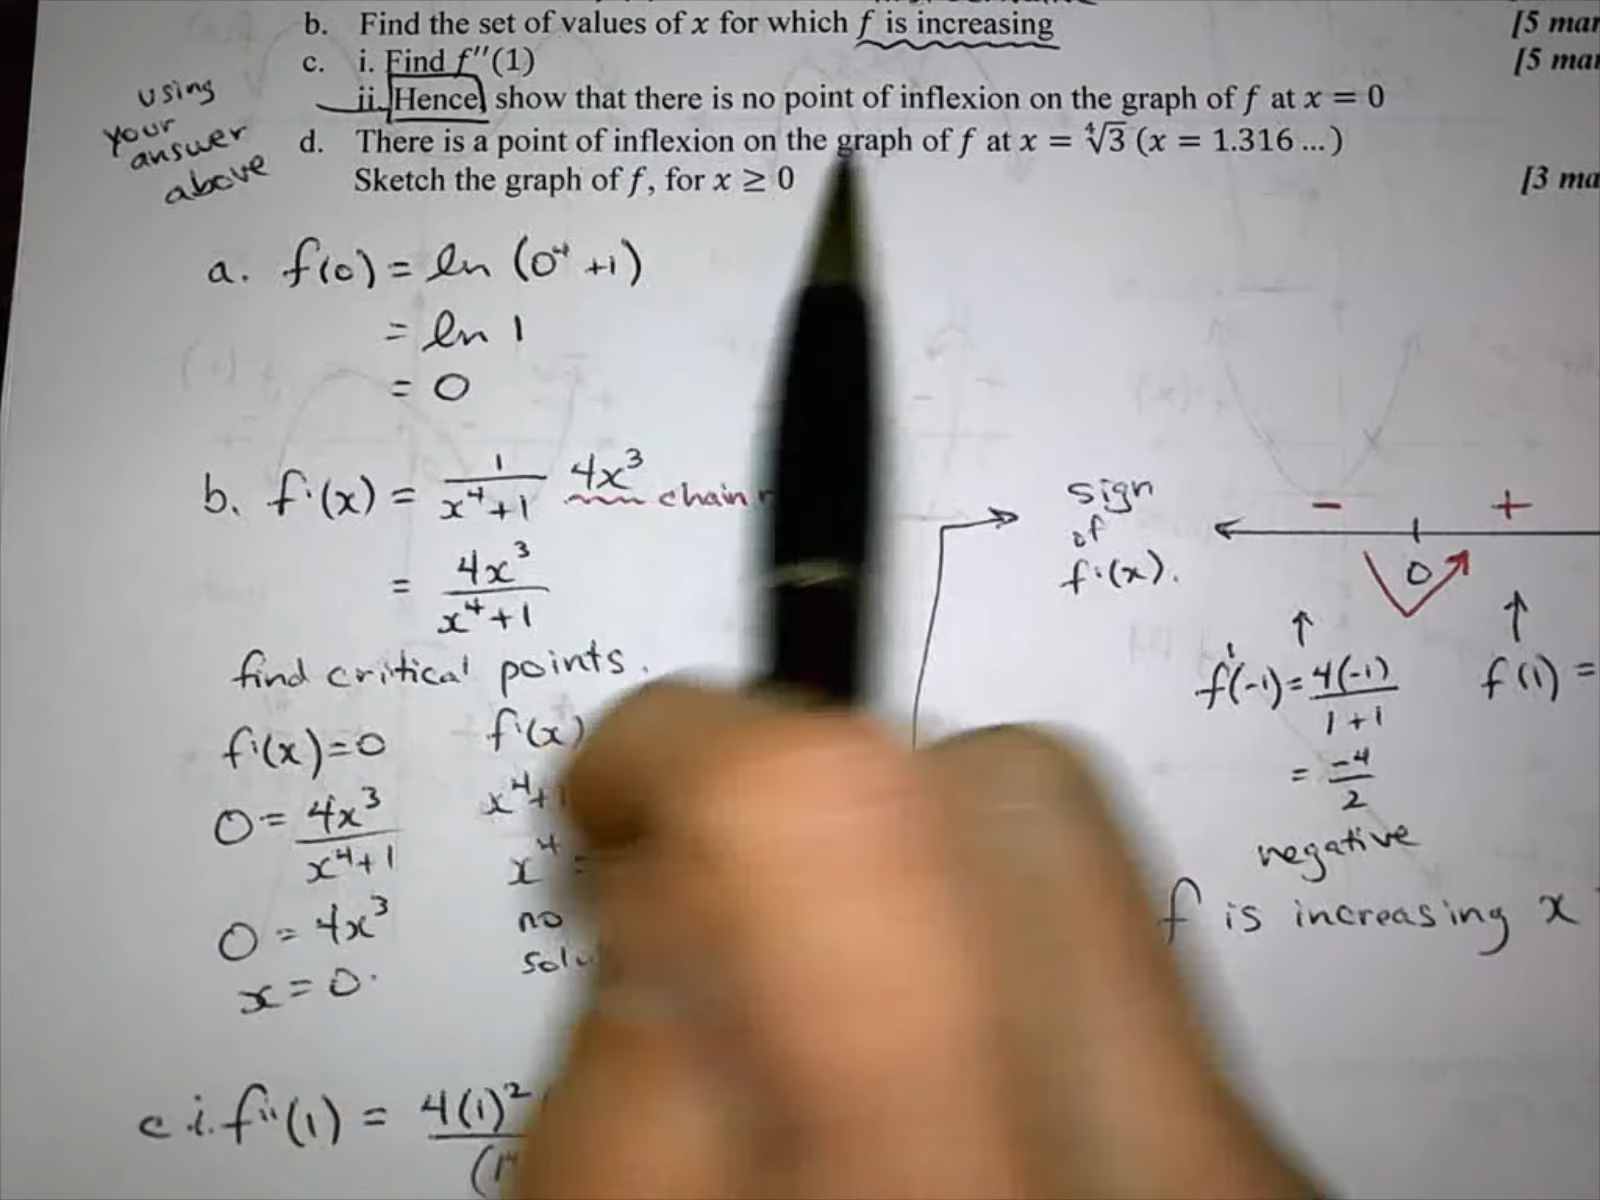 b. Find the set of values of x for which f is increasing [5 mar
c. i. Find f''(1) [5 mar
ii. Hence show that there is no point of inflexion on the graph of f at x = 0
d. There is a point of inflexion on the graph of f at x = ∜3 (x = 1.316 ...)
Sketch the graph of f, for x ≥ 0 [3 ma
using
your
answer
above
a. f(0) = ln (0⁴ +1)
= ln 1
= 0
b. f'(x) = 1/(x⁴+1) 4x³ chain
= 4x³/(x⁴+1)
find critical points.
f'(x)=0
0 = 4x³/(x⁴+1)
0 = 4x³
x = 0.
f'(x)
x⁴+
x⁴ =
no
sign
of
f'(x).
- +
0
f'(-1) = 4(-1)/(1+1)
= -4/2
negative
f(1) =
f is increasing x
c.i. f''(1) = 4(1)²
(1⁴